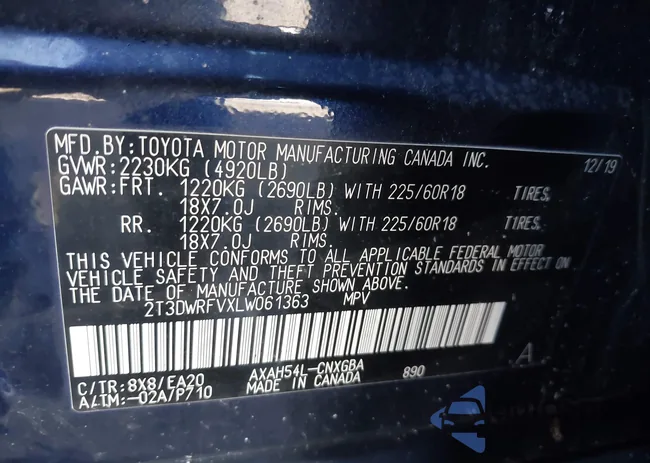 MFD.BY:TOYOTA MOTOR MANUFACTURING CANADA INC. 12/19
GVWR:2230KG (4920LB)
GAWR:FRT. 1220KG (2690LB) WITH 225/60R18 TIRES.
18X7.0J RIMS.
RR. 1220KG (2690LB) WITH 225/60R18 TIRES.
18X7.0J RIMS.
THIS VEHICLE CONFORMS TO ALL APPLICABLE FEDERAL MOTOR
VEHICLE SAFETY AND THEFT PREVENTION STANDARDS IN EFFECT ON
THE DATE OF MANUFACTURE SHOWN ABOVE.
2T3DWRFVXLW061363 MPV
C/TR:8X8/EA20 AXAH54L-CNXGBA 890 A
A/TM:-02A/P710 MADE IN CANADA